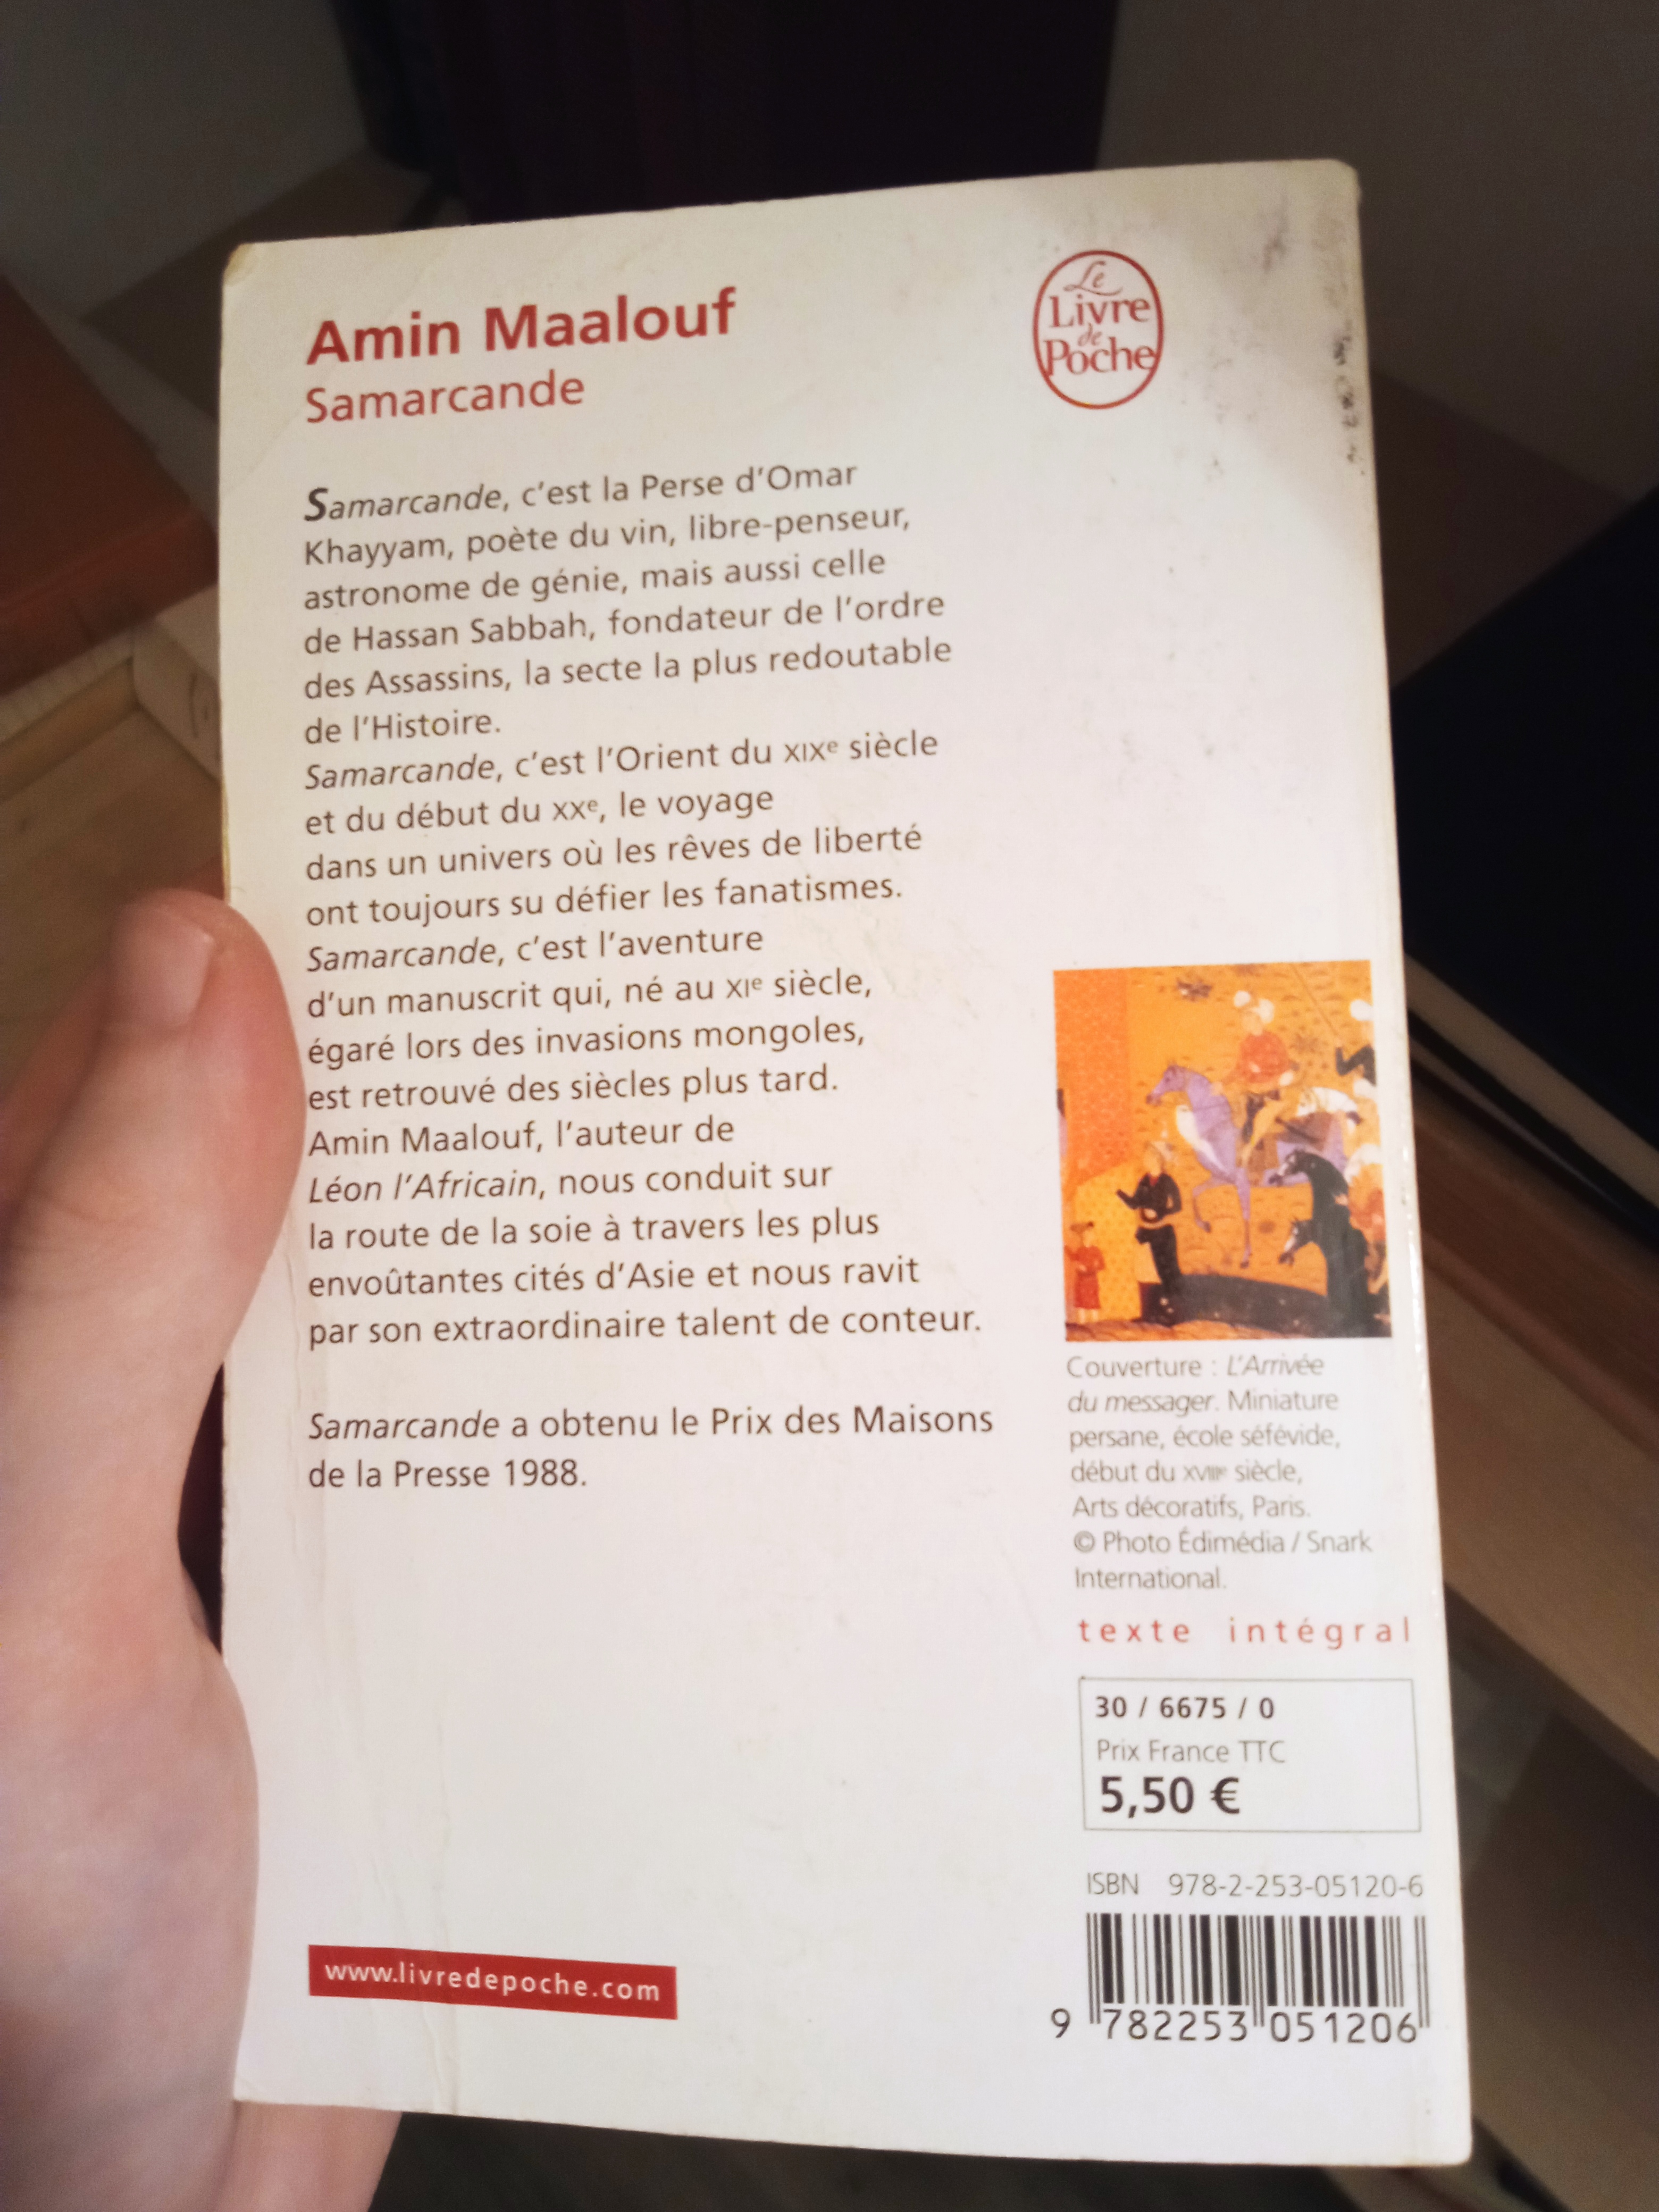 Amin Maalouf
Samarcande
Le
Livre
de
Poche
Samarcande, c'est la Perse d'Omar
Khayyam, poète du vin, libre-penseur,
astronome de génie, mais aussi celle
de Hassan Sabbah, fondateur de l'ordre
des Assassins, la secte la plus redoutable
de l'Histoire.
Samarcande, c'est l'Orient du XIXe siècle
et du début du XXe, le voyage
dans un univers où les rêves de liberté
ont toujours su défier les fanatismes.
Samarcande, c'est l'aventure
d'un manuscrit qui, né au XIe siècle,
égaré lors des invasions mongoles,
est retrouvé des siècles plus tard.
Amin Maalouf, l'auteur de
Léon l'Africain, nous conduit sur
la route de la soie à travers les plus
envoûtantes cités d'Asie et nous ravit
par son extraordinaire talent de conteur.
Samarcande a obtenu le Prix des Maisons
de la Presse 1988.
www.livredepoche.com
Couverture : L'Arrivée
du messager. Miniature
persane, école séfévide,
début du XVIIIe siècle,
Arts décoratifs, Paris.
© Photo Édimédia / Snark
International.
texte intégral
30 / 6675 / 0
Prix France TTC
5,50 €
ISBN 978-2-253-05120-6
9 782253 051206